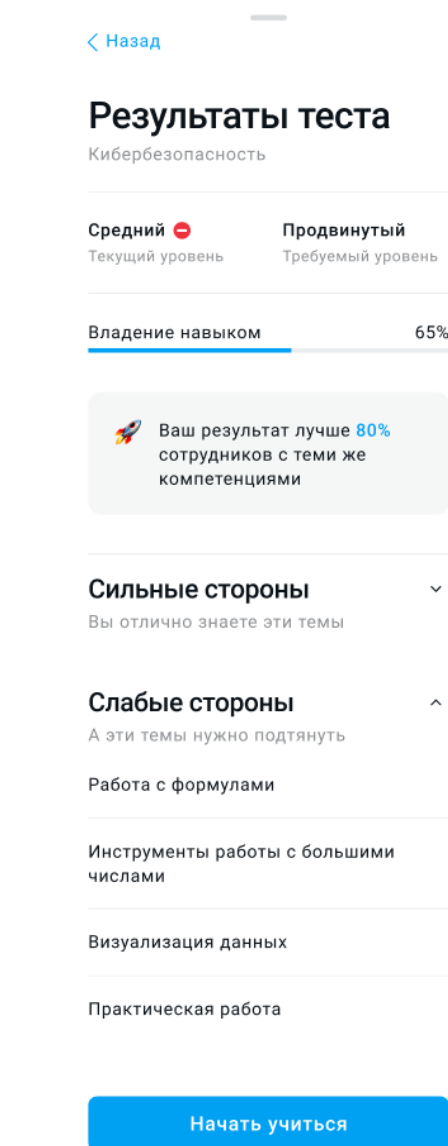 Назад
Результаты теста
Кибербезопасность
Средний
Продвинутый
Текущий уровень
Требуемый уровень
Владение навыком
65%
Ваш результат лучше 80%
сотрудников с теми же
компетенциями
Сильные стороны
Вы отлично знаете эти темы
Слабые стороны
А эти темы нужно подтянуть
Работа с формулами
Инструменты работы с большими
числами
Визуализация данных
Практическая работа
Начать учиться